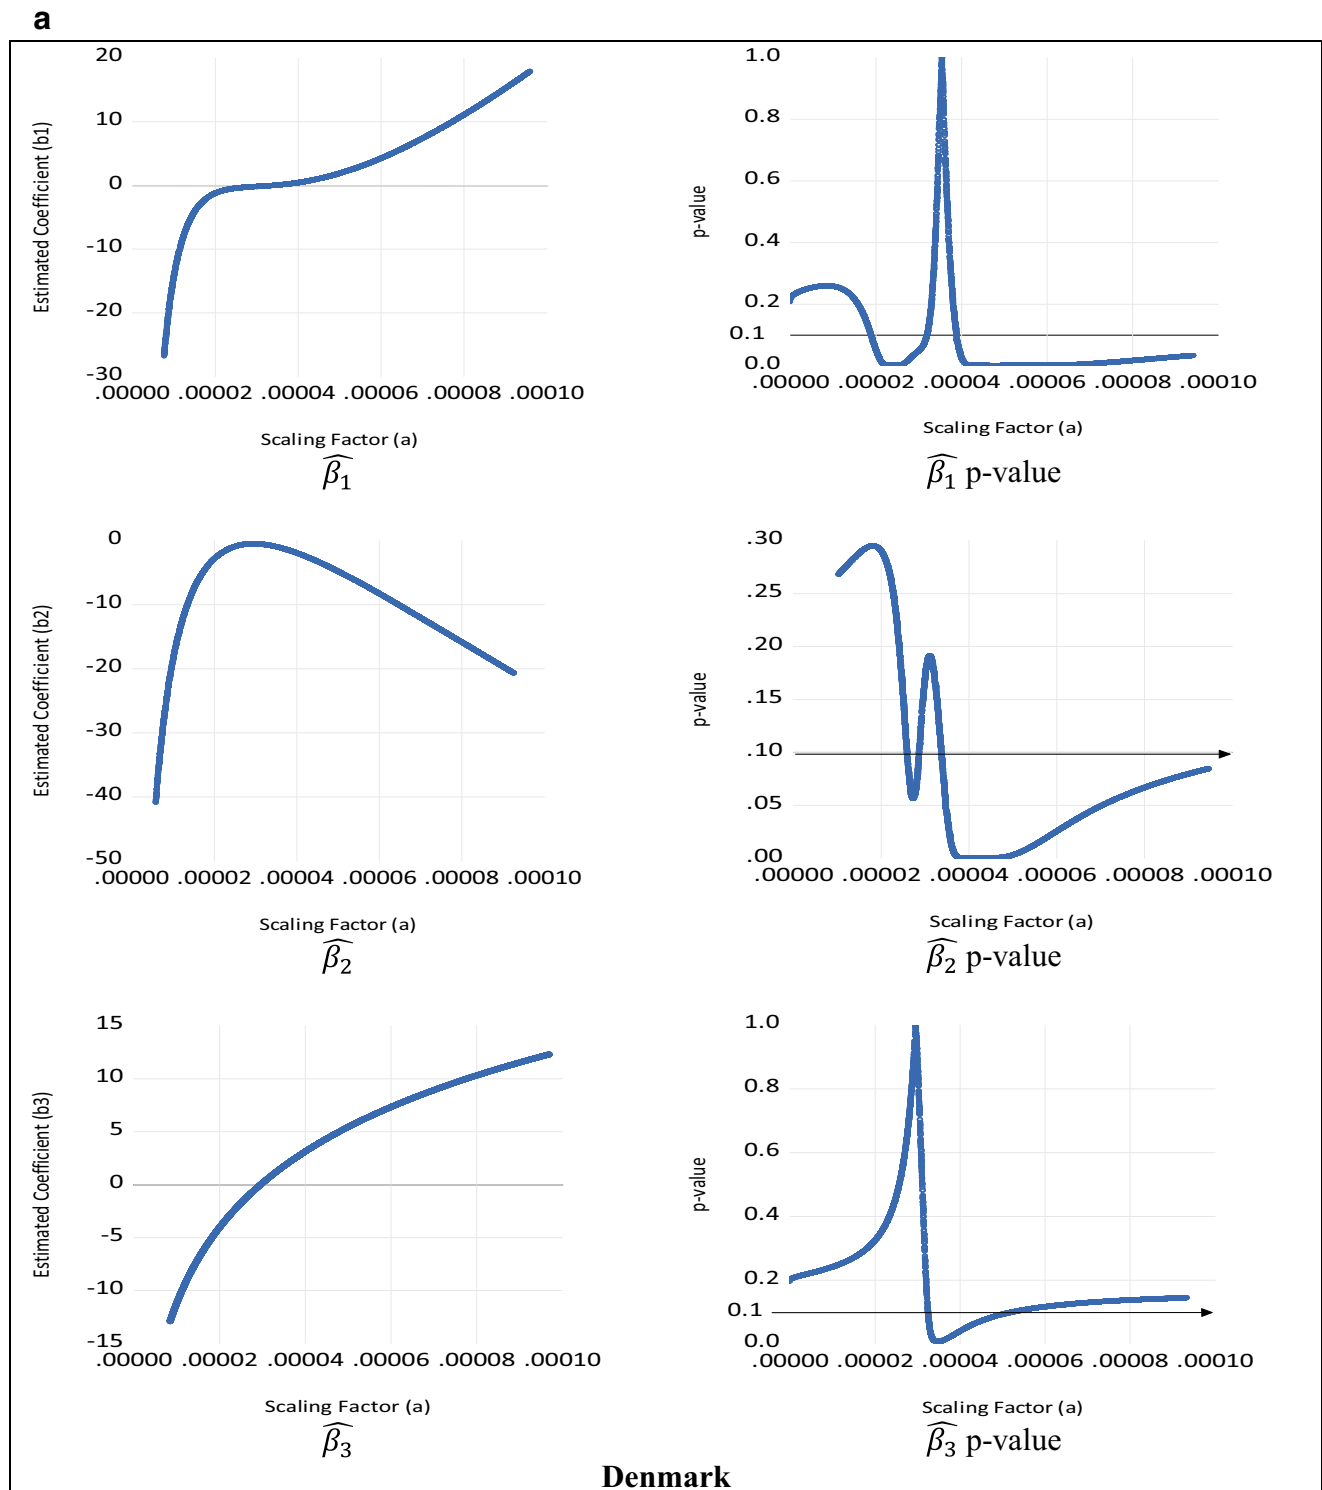 a
20
10
0
-10
-20
-30
.00000 .00002 .00004 .00006 .00008 .00010
Estimated Coefficient (b1)
Scaling Factor (a)
β̂₁
1.0
0.8
0.6
0.4
0.2
0.1
0.0
.00000 .00002 .00004 .00006 .00008 .00010
p-value
Scaling Factor (a)
β̂₁ p-value
0
-10
-20
-30
-40
-50
.00000 .00002 .00004 .00006 .00008 .00010
Estimated Coefficient (b2)
Scaling Factor (a)
β̂₂
.30
.25
.20
.15
.10
.05
.00
.00000 .00002 .00004 .00006 .00008 .00010
p-value
Scaling Factor (a)
β̂₂ p-value
15
10
5
0
-5
-10
-15
.00000 .00002 .00004 .00006 .00008 .00010
Estimated Coefficient (b3)
Scaling Factor (a)
β̂₃
1.0
0.8
0.6
0.4
0.2
0.1
0.0
.00000 .00002 .00004 .00006 .00008 .00010
p-value
Scaling Factor (a)
β̂₃ p-value
Denmark